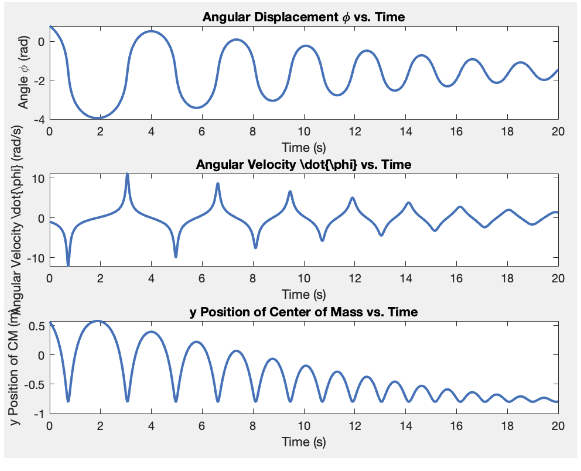 Angular Displacement ϕ vs. Time
Angle ϕ (rad)
0
-2
-4
0 2 4 6 8 10 12 14 16 18 20
Time (s)
Angular Velocity \dot{\phi} vs. Time
Angular Velocity \dot{\phi} (rad/s)
10
0
-10
0 2 4 6 8 10 12 14 16 18 20
Time (s)
y Position of Center of Mass vs. Time
y Position of CM (m)
0.5
0
-0.5
-1
0 2 4 6 8 10 12 14 16 18 20
Time (s)